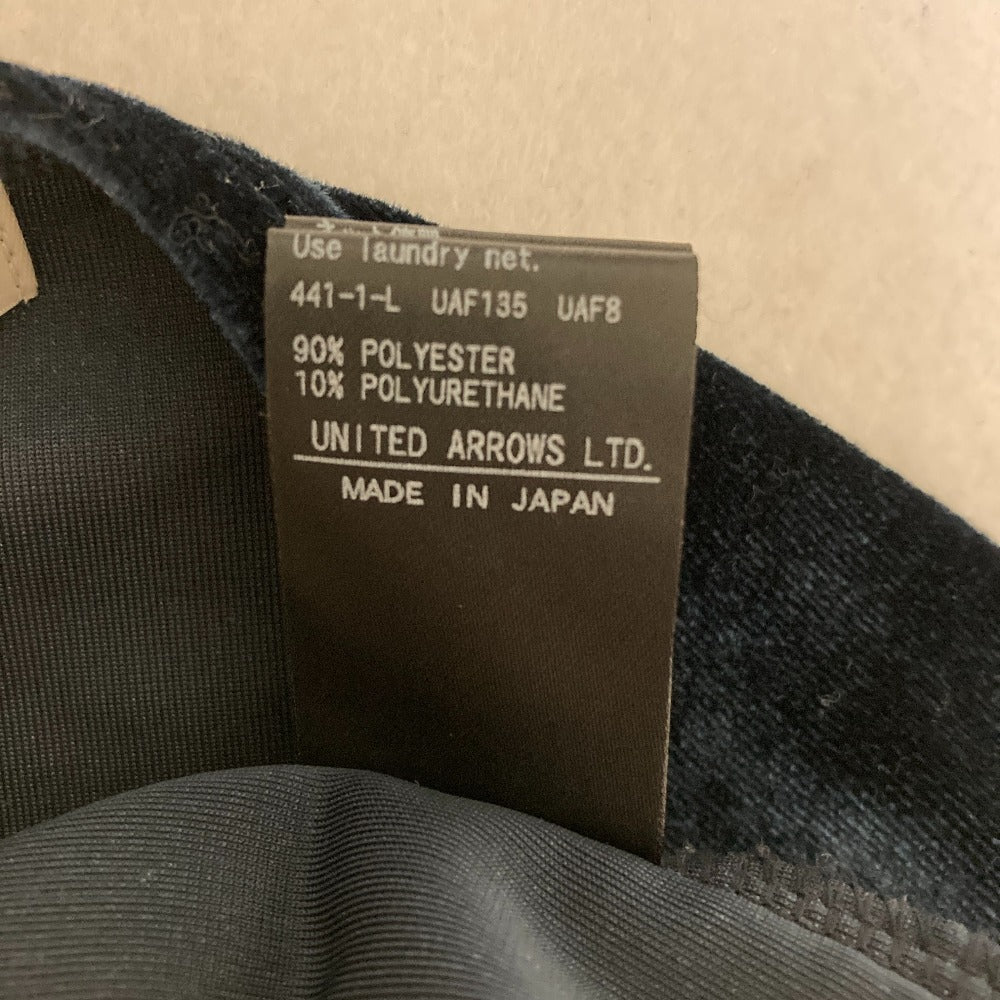 Use laundry net.
441-1-L UAF135 UAF8
90% POLYESTER
10% POLYURETHANE
UNITED ARROWS LTD.
MADE IN JAPAN